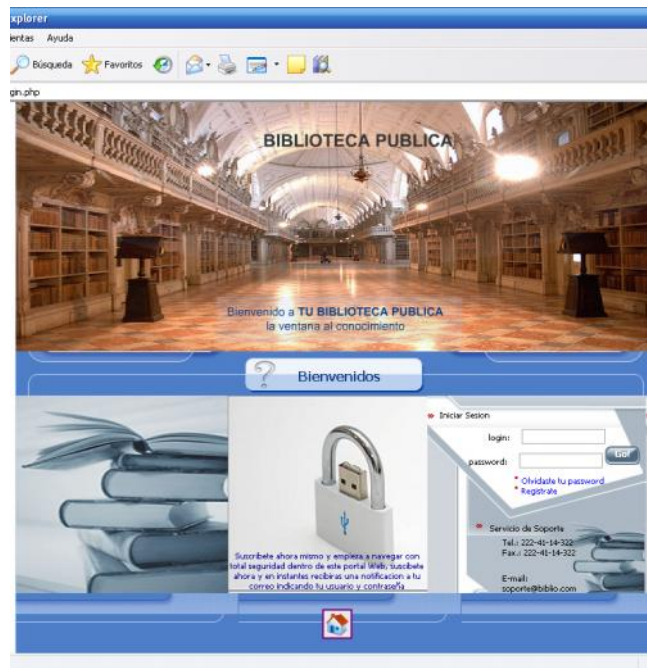 xplorer
ientas Ayuda
Búsqueda Favoritos
gin.php
BIBLIOTECA PUBLICA
Bienvenido a TU BIBLIOTECA PUBLICA
la ventana al conocimiento
Bienvenidos
Iniciar Sesion
login:
password:
Go!
* Olvidaste tu password
* Registrate
Servicio de Soporte
Tel.: 222-41-14-322
Fax.: 222-41-14-322
E-mail:
soporte@biblio.com
Suscribete ahora mismo y empieza a navegar con
total seguridad dentro de este portal Web, suscibete
ahora y en instantes recibiras una notificacion a tu
correo indicando tu usuario y contraseña